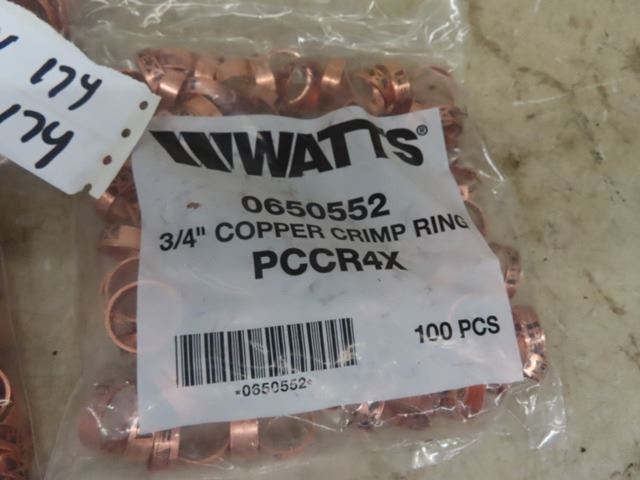 174
174
WATTS®
0650552
3/4" COPPER CRIMP RING
PCCR4X
100 PCS
*0650552*